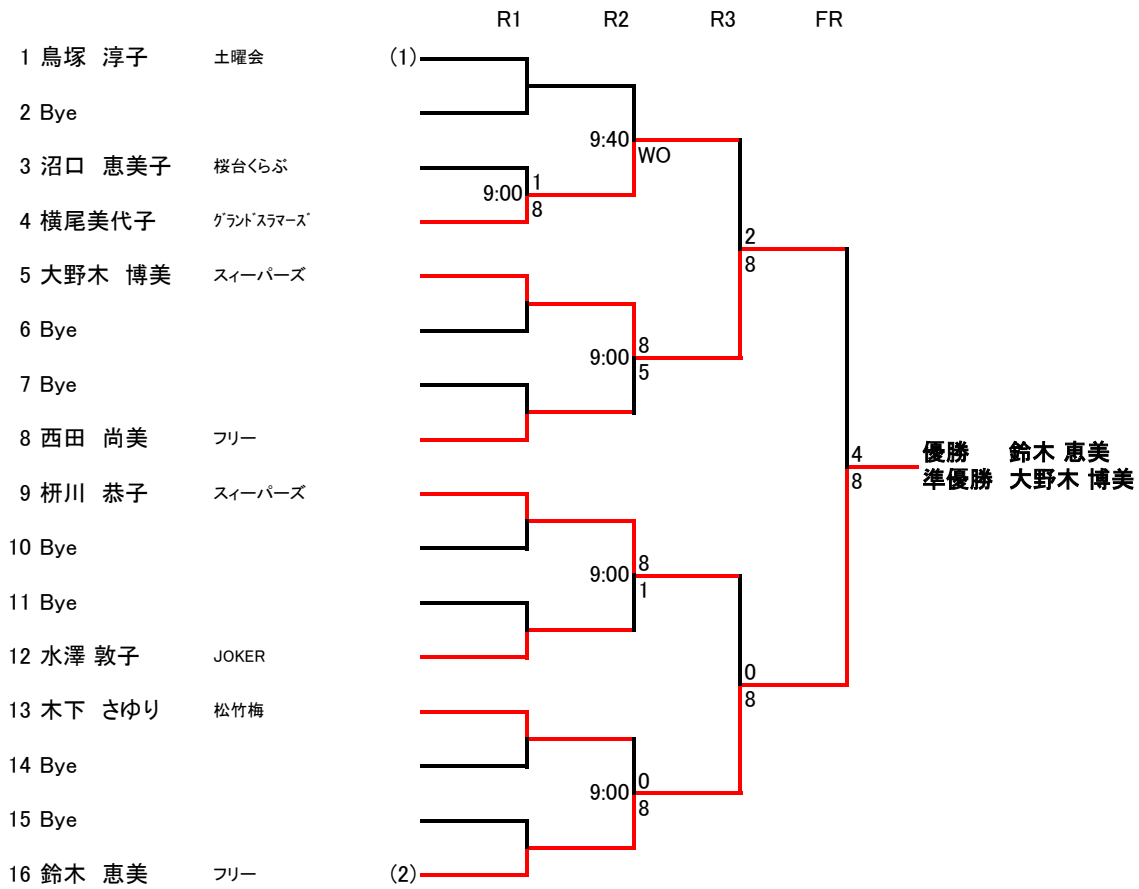 R1 R2 R3 FR
1 鳥塚 淳子 土曜会 (1)
2 Bye
9:40
WO
3 沼口 恵美子 桜台くらぶ
9:00 1
8
4 横尾美代子 グランドスラマーズ
2
8
5 大野木 博美 スィーパーズ
6 Bye
9:00 8
5
7 Bye
8 西田 尚美 フリー
4
8
優勝 鈴木 恵美
準優勝 大野木 博美
9 枡川 恭子 スィーパーズ
10 Bye
9:00 8
1
11 Bye
12 水澤 敦子 JOKER
0
8
13 木下 さゆり 松竹梅
14 Bye
9:00 0
8
15 Bye
16 鈴木 恵美 フリー (2)